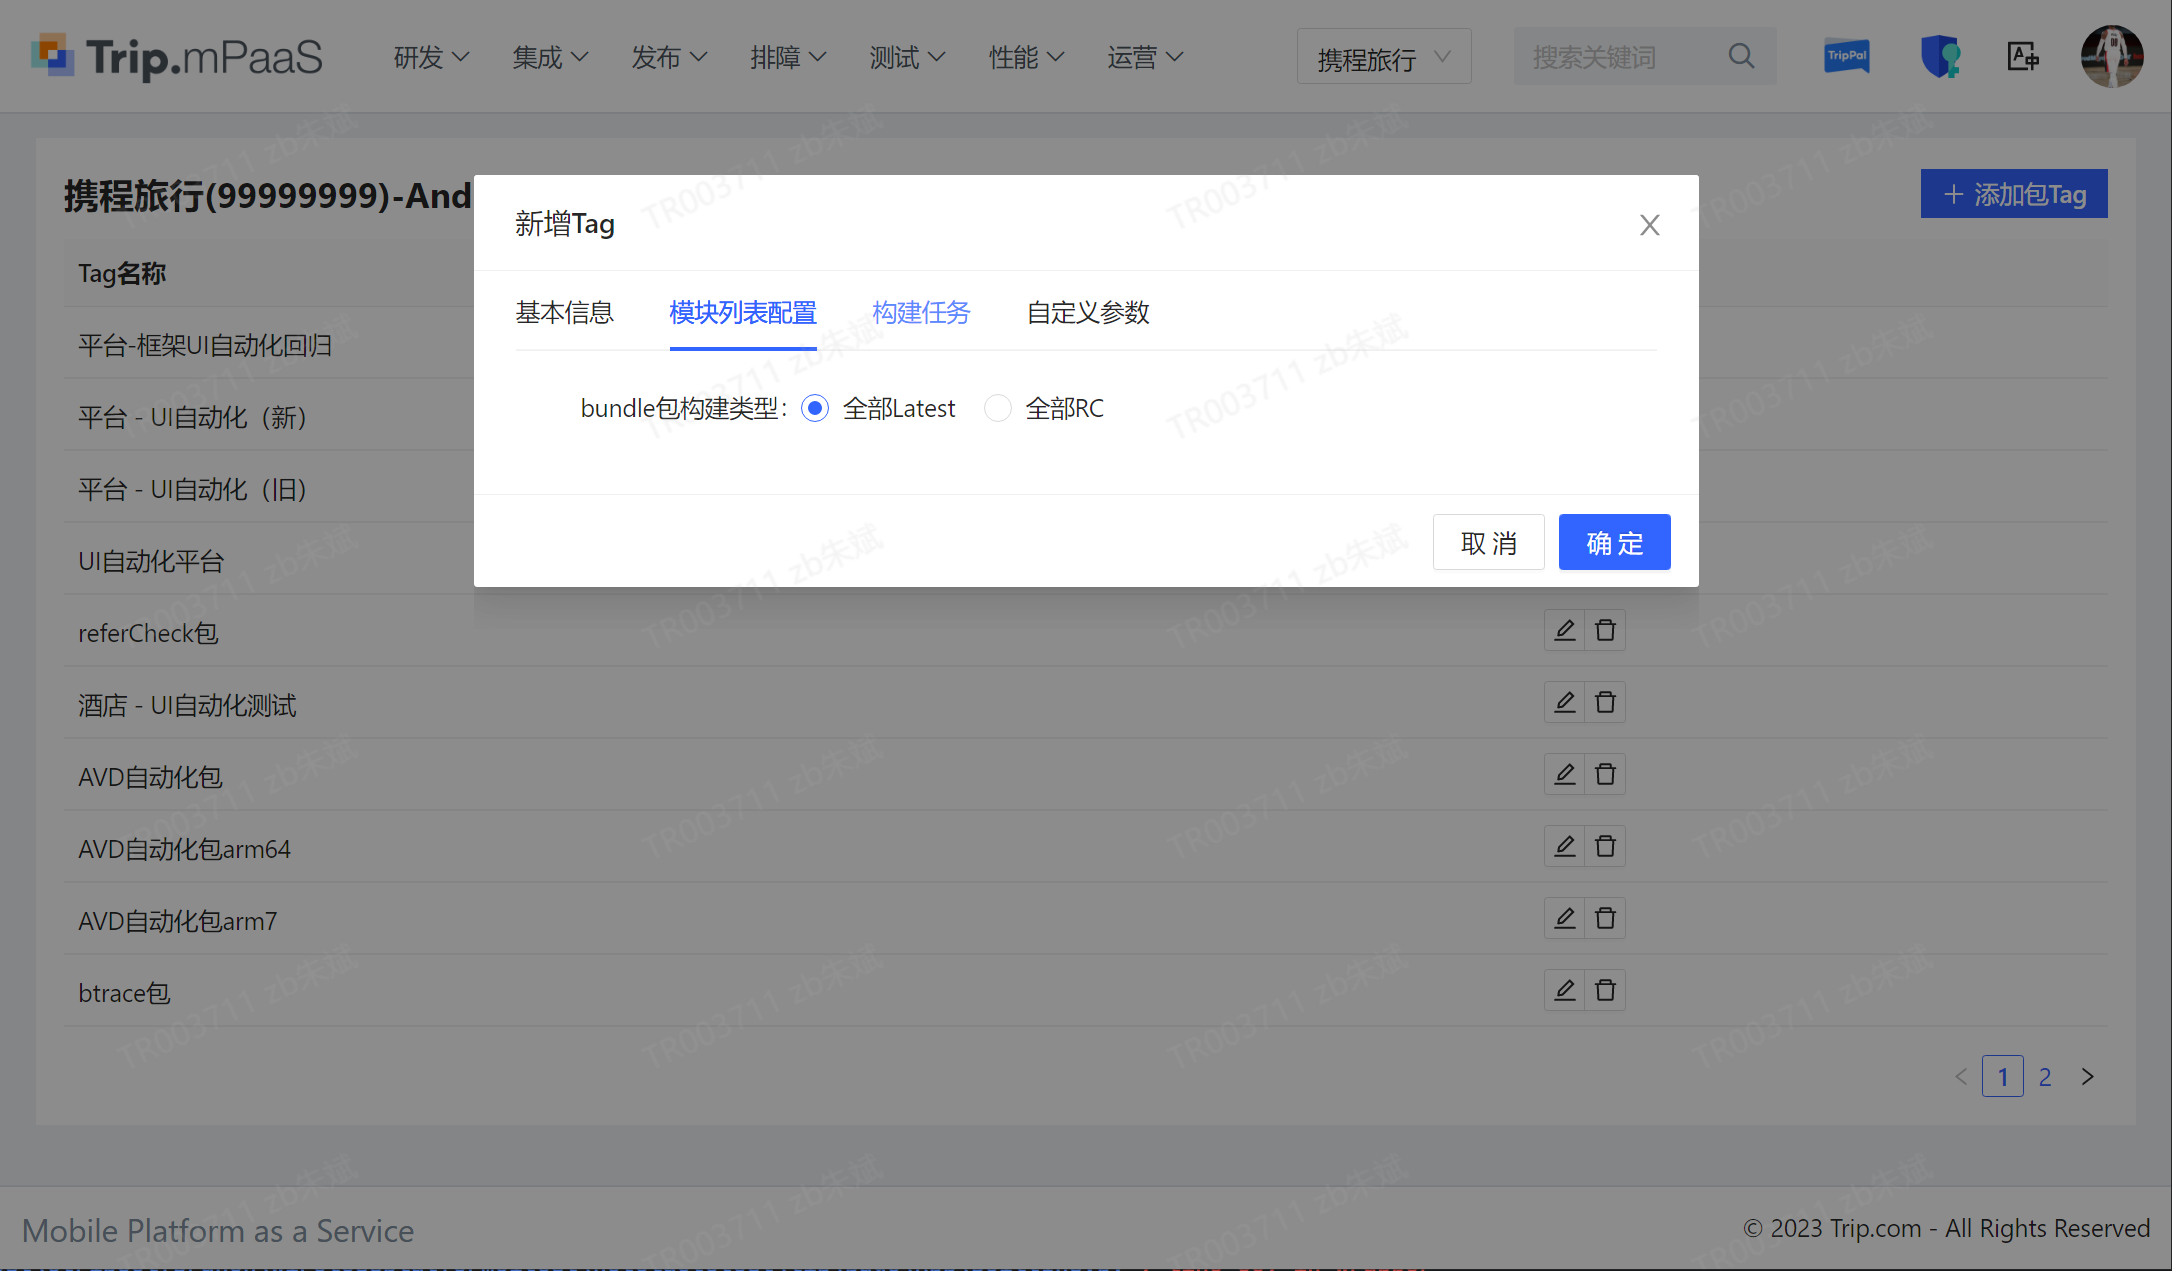 Trip.mPaaS 研发 集成 发布 排障 测试 性能 运营 携程旅行 搜索关键词 TripPal
携程旅行(99999999)-And
添加包Tag
新增Tag
Tag名称
基本信息 模块列表配置 构建任务 自定义参数
平台-框架UI自动化回归
bundle包构建类型： 全部Latest 全部RC
平台 - UI自动化（新）
平台 - UI自动化（旧）
取 消 确 定
UI自动化平台
referCheck包
酒店 - UI自动化测试
AVD自动化包
AVD自动化包arm64
AVD自动化包arm7
btrace包
1 2
Mobile Platform as a Service
© 2023 Trip.com - All Rights Reserved
TR003711 zb朱斌